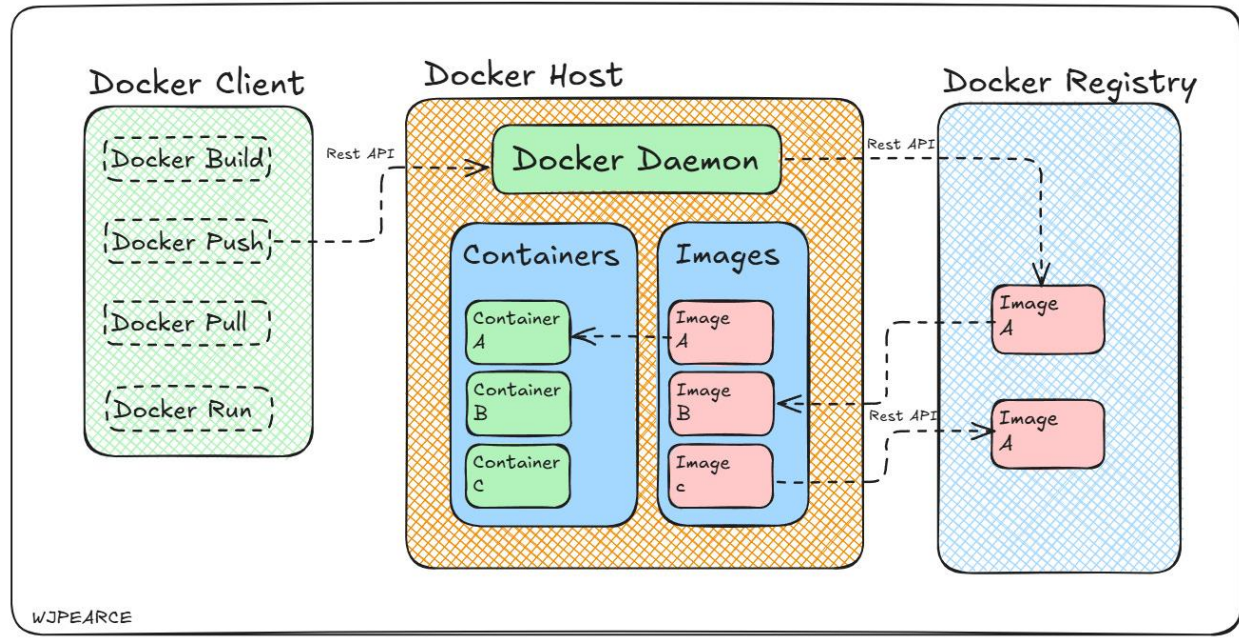 Docker Client
Docker Build
Docker Push
Docker Pull
Docker Run
Rest API
Docker Host
Docker Daemon
Containers
Container
A
Container
B
Container
C
Images
Image
A
Image
B
Image
c
Rest API
Rest API
Docker Registry
Image
A
Image
A
WJPEARCE